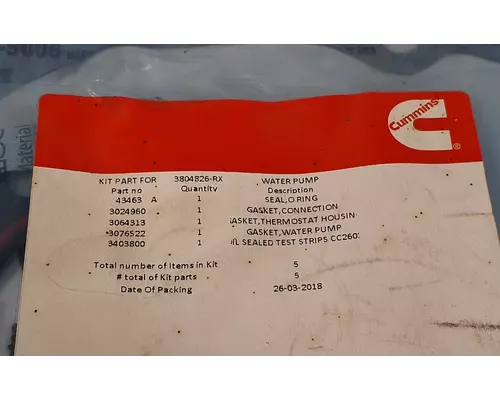 Material
Cummins
®
KIT PART FOR 3804826-RX WATER PUMP
Part no Quantity Description
43463 A 1 SEAL,O.RING
3024960 1 GASKET,CONNECTION
3064313 1 GASKET,THERMOSTAT HOUSIN
3076522 1 GASKET,WATER PUMP
3403800 1 OIL SEALED TEST STRIPS CC260
Total number of Items in Kit 5
# total of Kit parts 5
Date Of Packing 26-03-2018